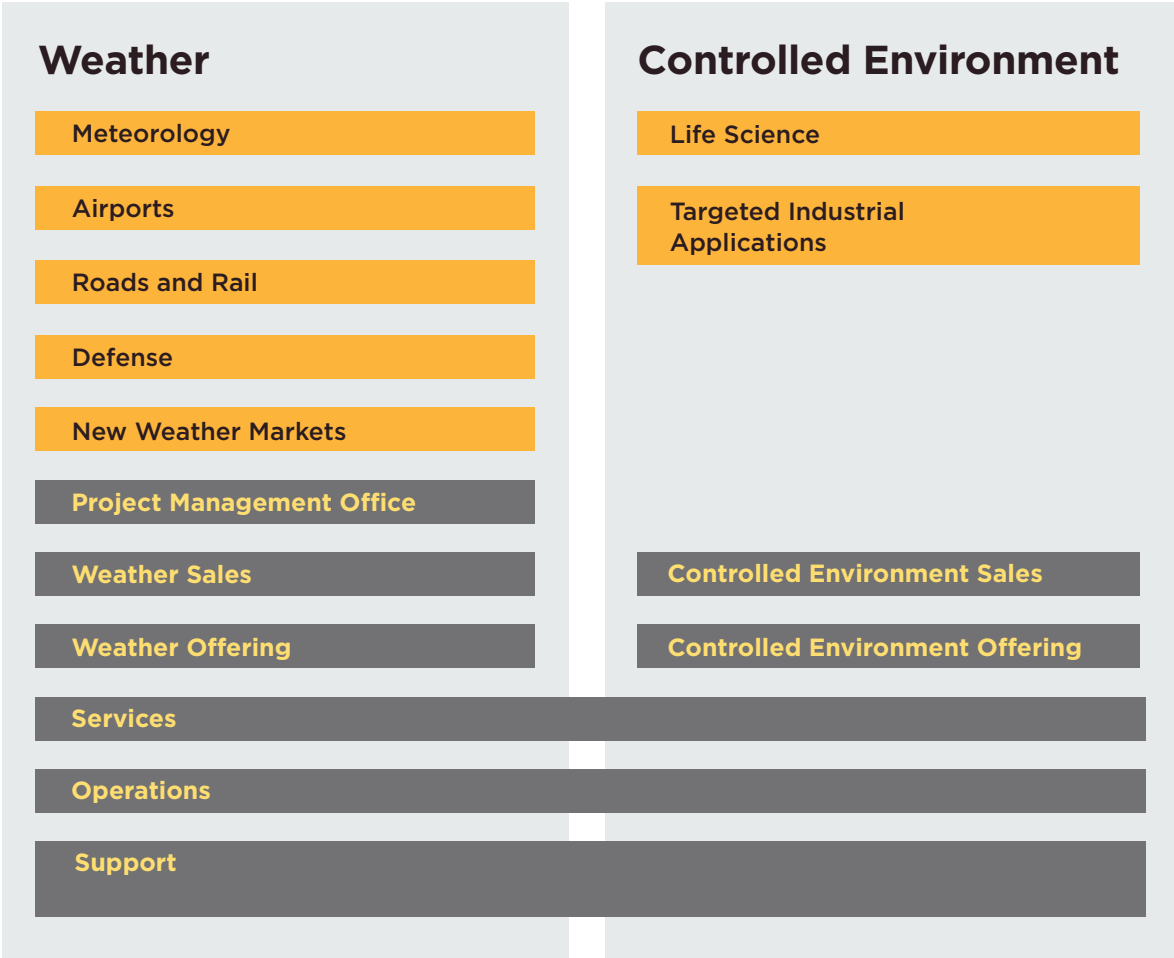 Weather
Meteorology
Airports
Roads and Rail
Defense
New Weather Markets
Project Management Office
Weather Sales
Weather Offering
Controlled Environment
Life Science
Targeted Industrial
Applications
Controlled Environment Sales
Controlled Environment Offering
Services
Operations
Support